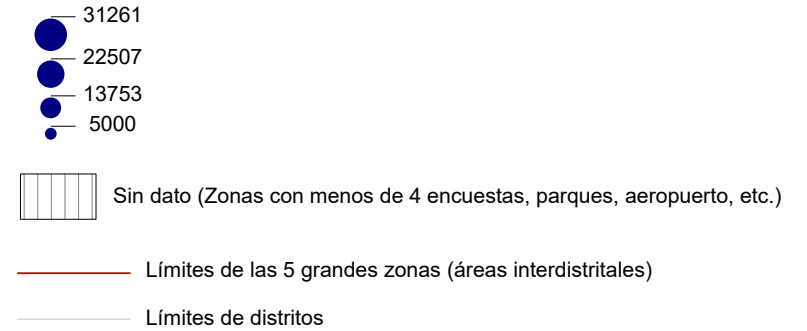 31261
22507
13753
5000
Sin dato (Zonas con menos de 4 encuestas, parques, aeropuerto, etc.)
Límites de las 5 grandes zonas (áreas interdistritales)
Límites de distritos